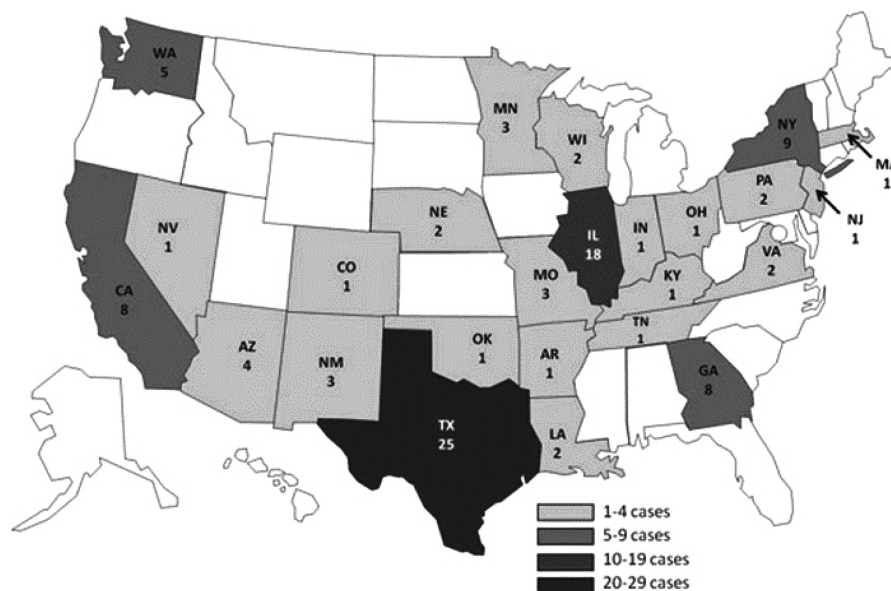 WA
5
MN
3
WI
2
NY
9
MA
1
PA
2
NJ
1
NE
2
IL
18
IN
1
OH
1
NV
1
CO
1
MO
3
KY
1
VA
2
CA
8
AZ
4
NM
3
OK
1
AR
1
TN
1
GA
8
TX
25
LA
2
1-4 cases
5-9 cases
10-19 cases
20-29 cases